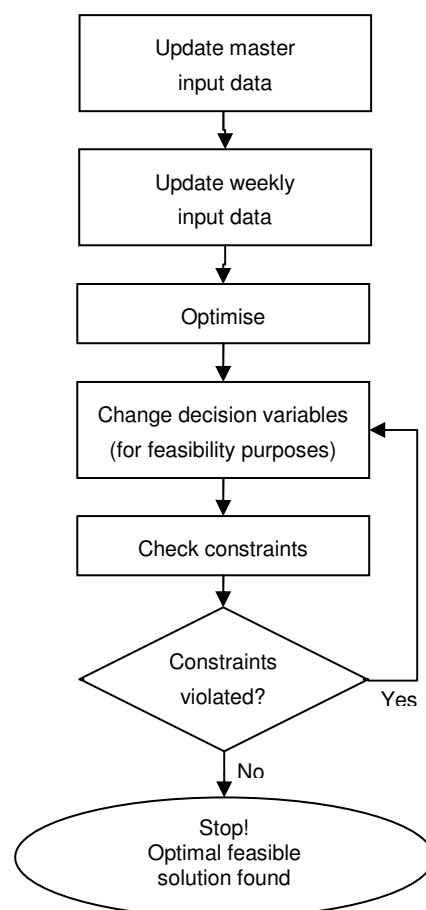 Update master
input data
Update weekly
input data
Optimise
Change decision variables
(for feasibility purposes)
Check constraints
Constraints
violated?
Yes
No
Stop!
Optimal feasible
solution found